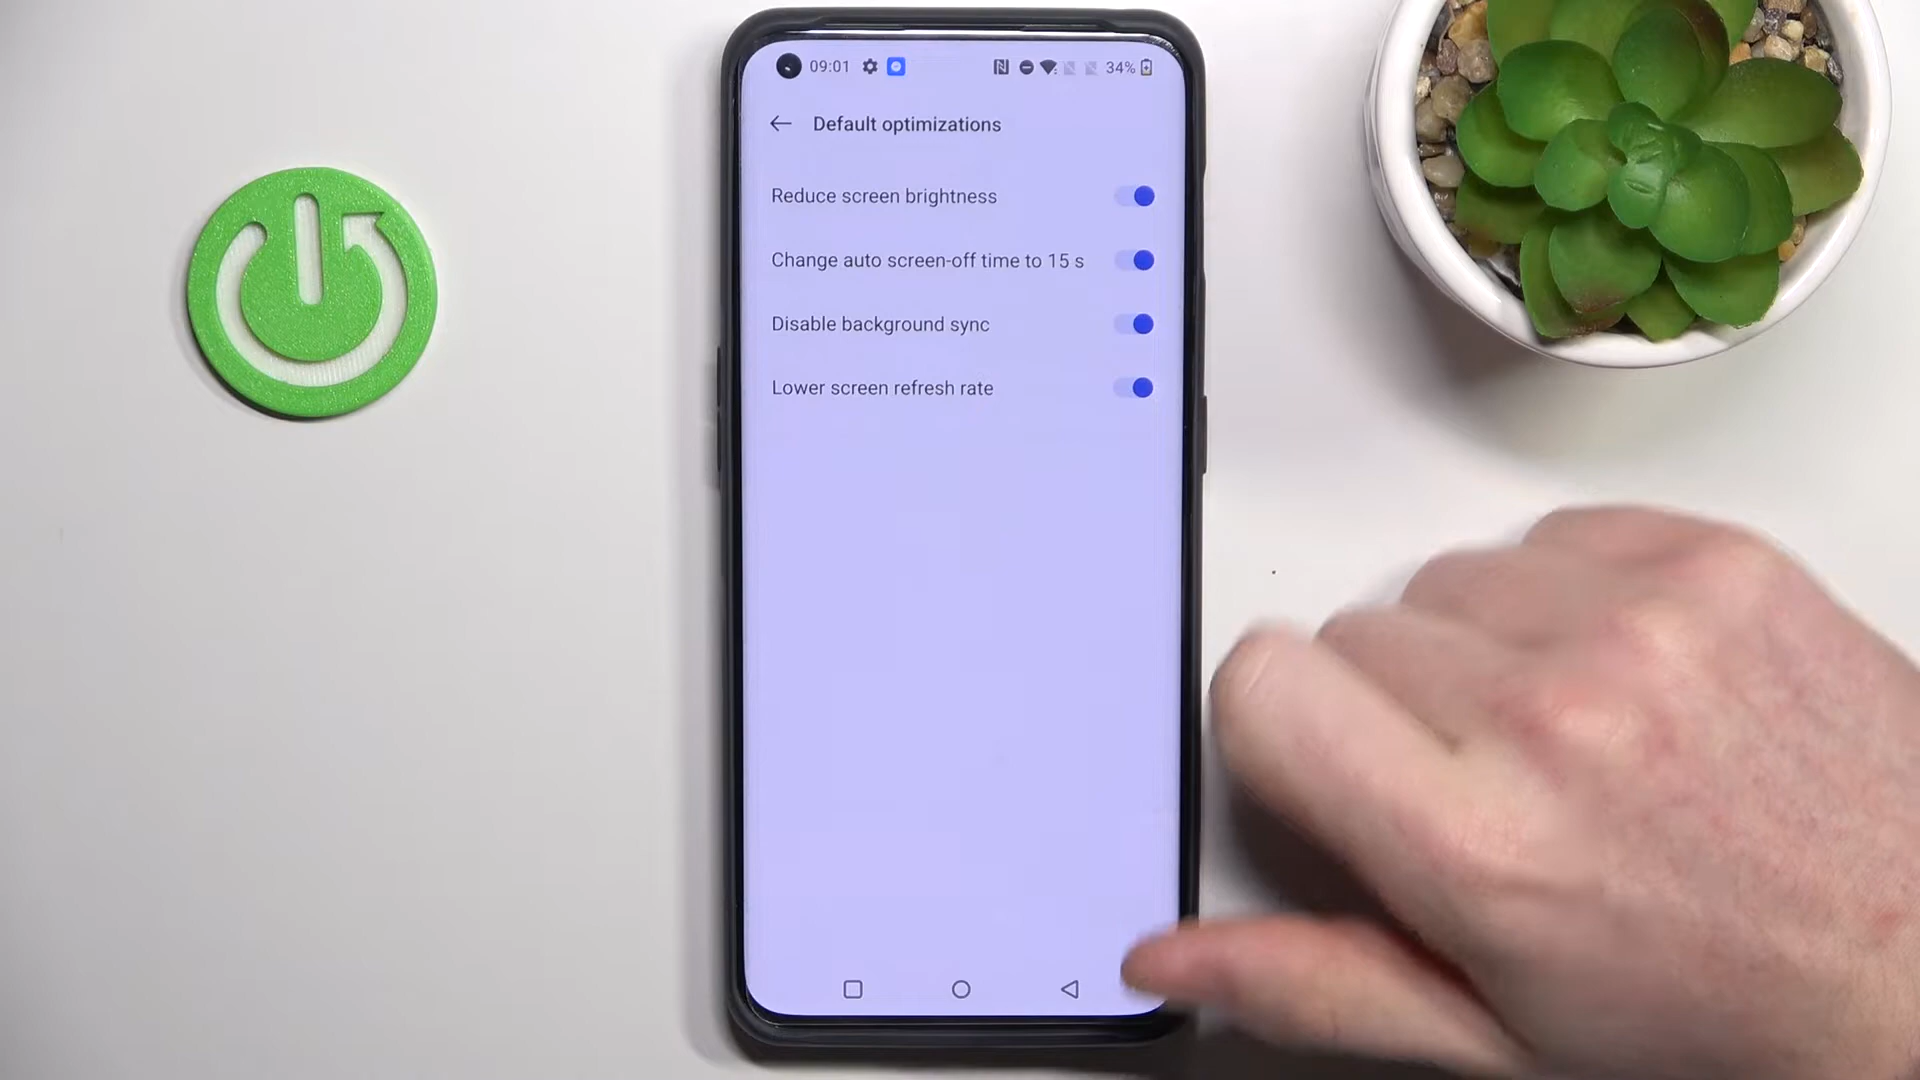 09:01 34%
Default optimizations
Reduce screen brightness
Change auto screen-off time to 15 s
Disable background sync
Lower screen refresh rate